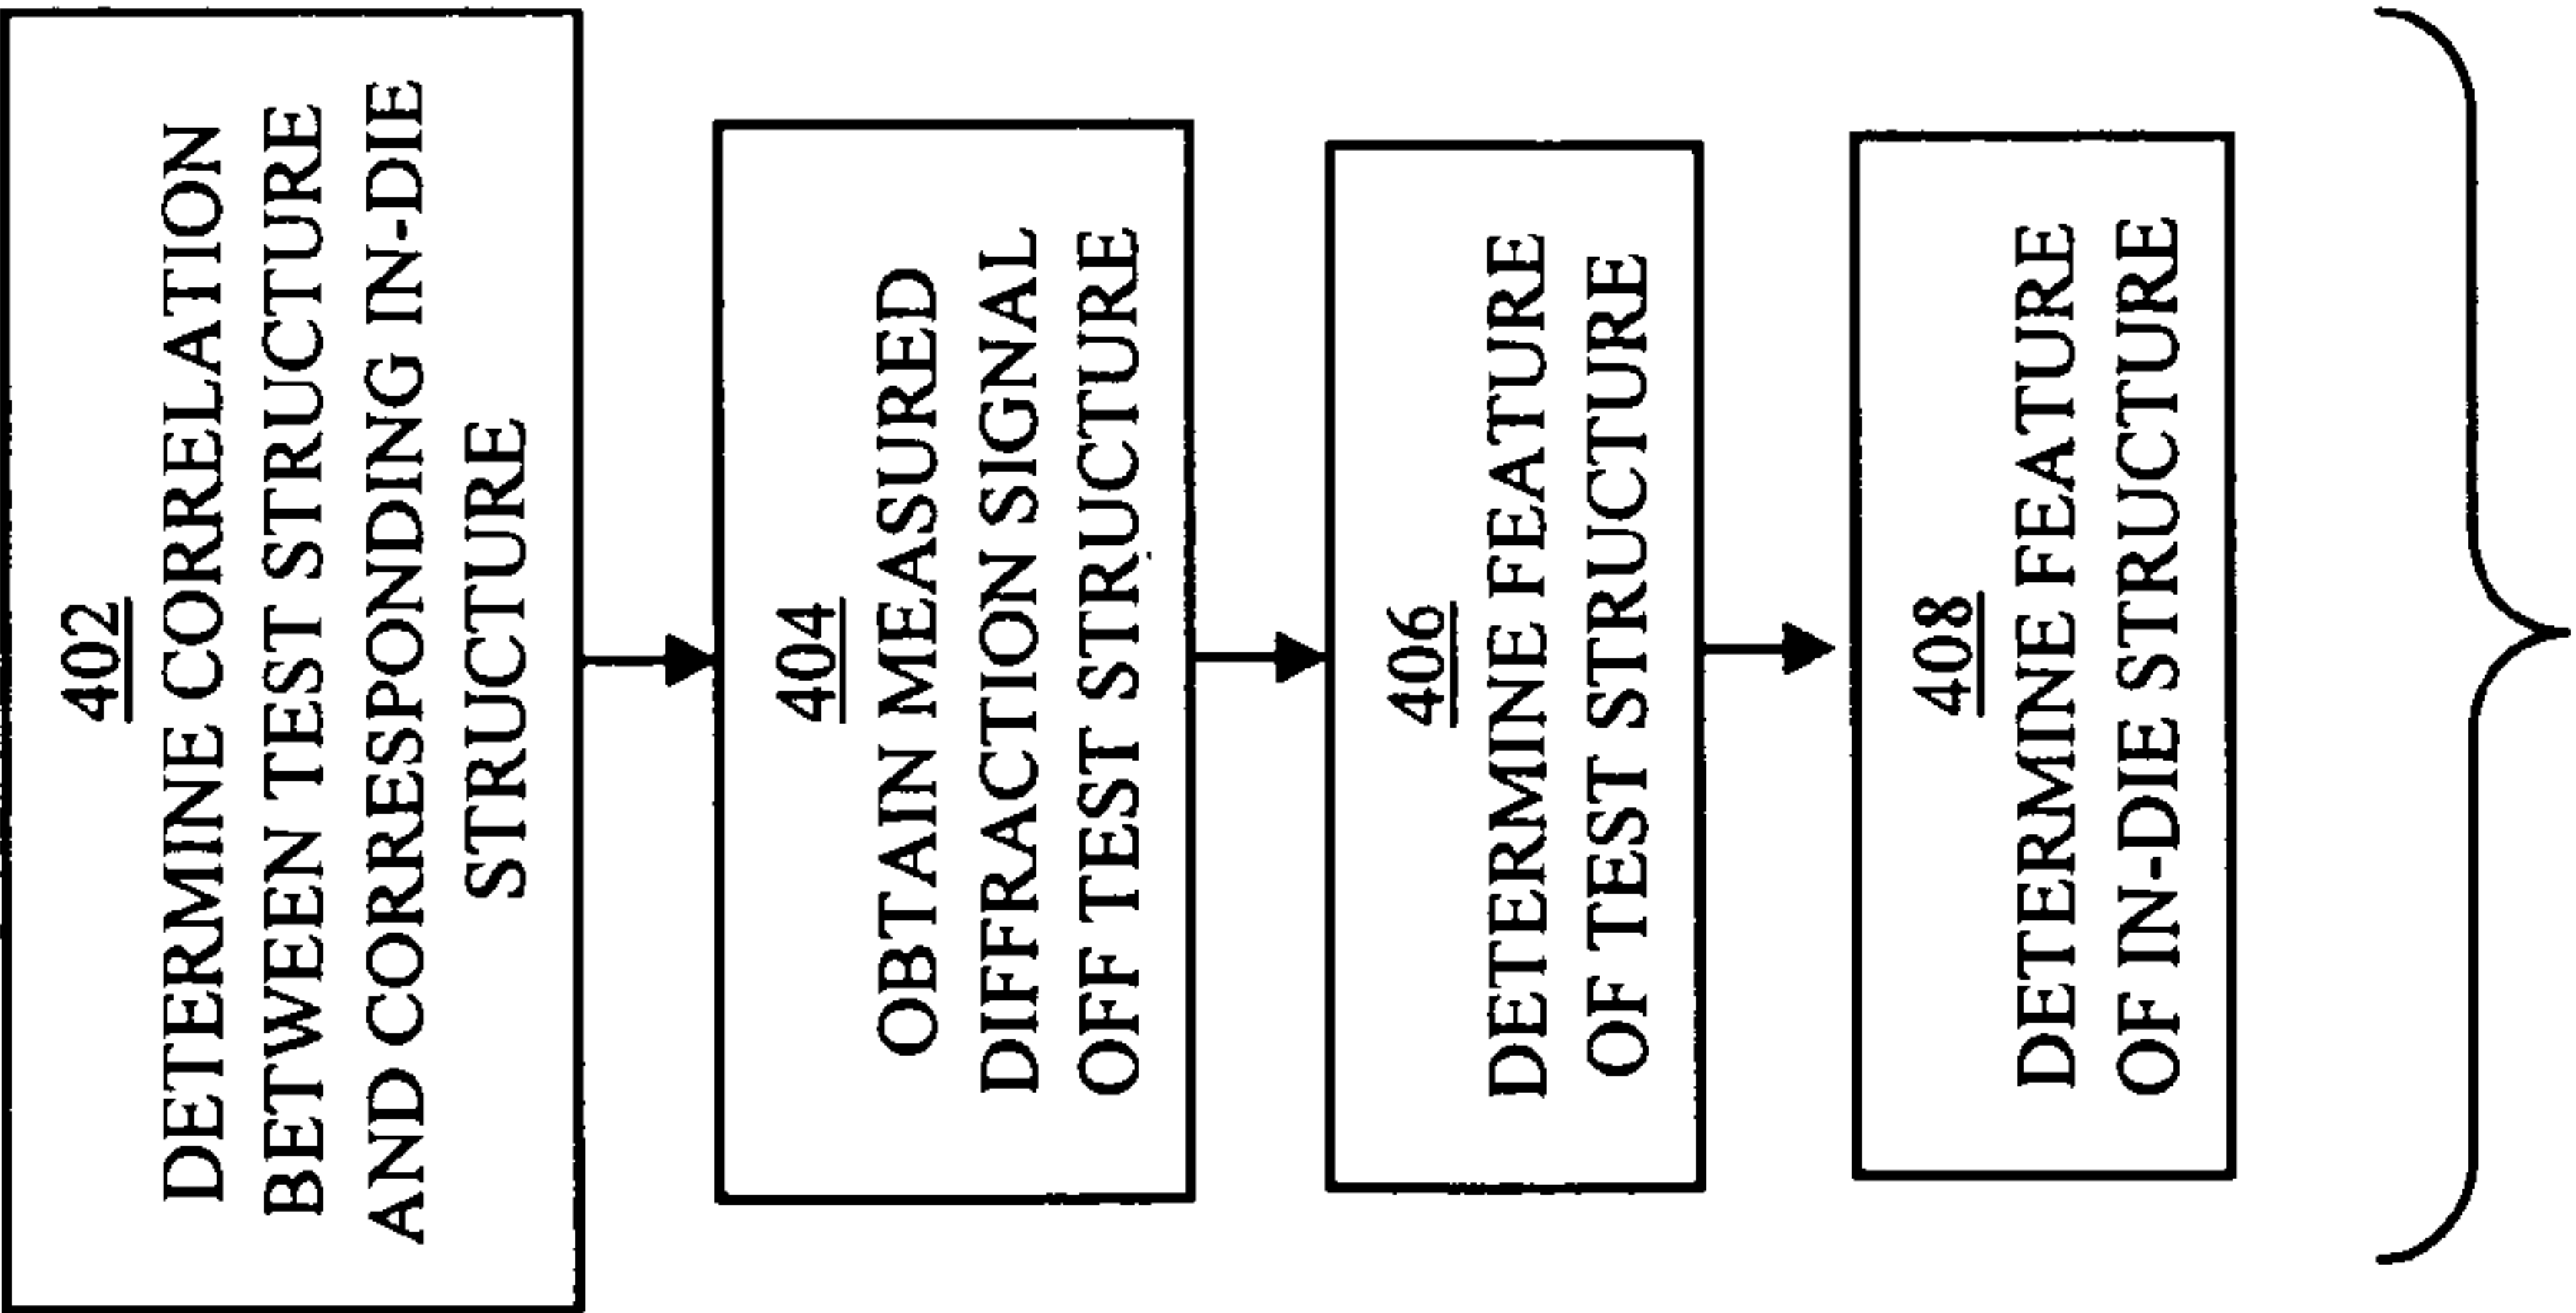 402
DETERMINE CORRELATION
BETWEEN TEST STRUCTURE
AND CORRESPONDING IN-DIE
STRUCTURE
404
OBTAIN MEASURED
DIFFRACTION SIGNAL
OFF TEST STRUCTURE
406
DETERMINE FEATURE
OF TEST STRUCTURE
408
DETERMINE FEATURE
OF IN-DIE STRUCTURE